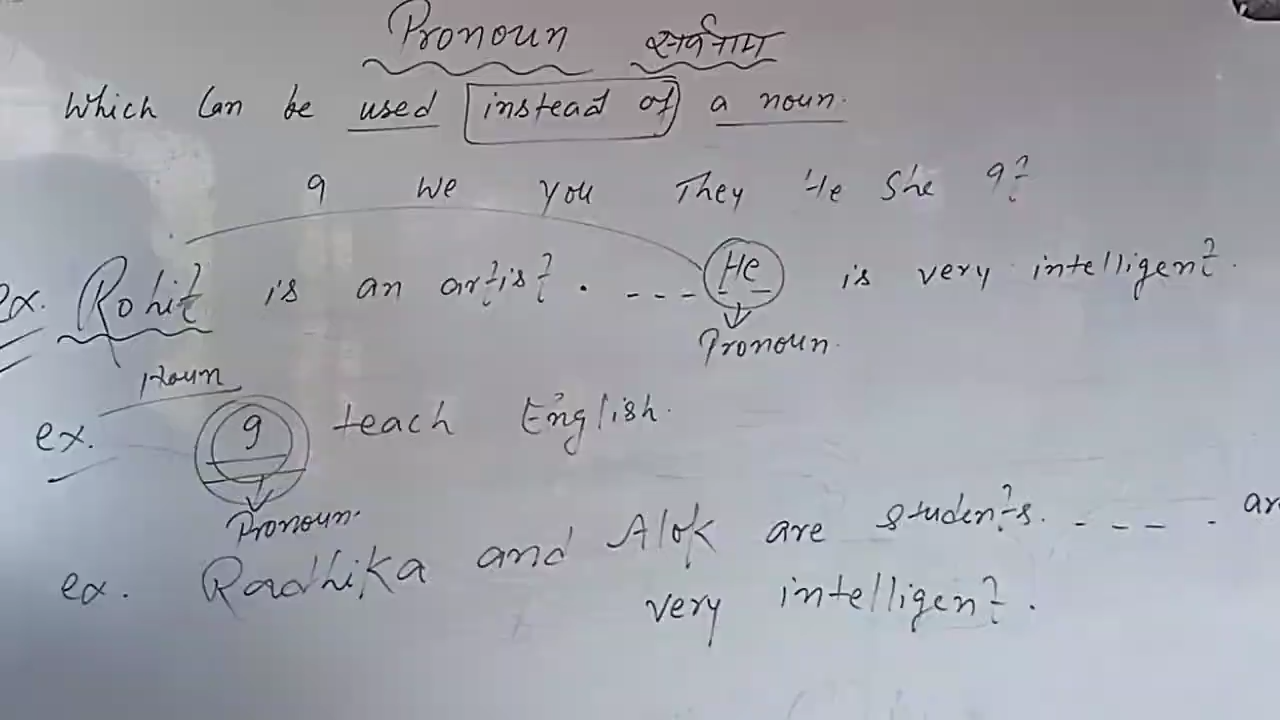 Pronoun सर्वनाम
Which can be used instead of a noun.
I We You They He She It
ex. Rohit is an artist. ---- He is very intelligent.
Pronoun.
Noun
ex. I teach English.
Pronoun.
ex. Radhika and Alok are students. - - - - . ar
very intelligent.